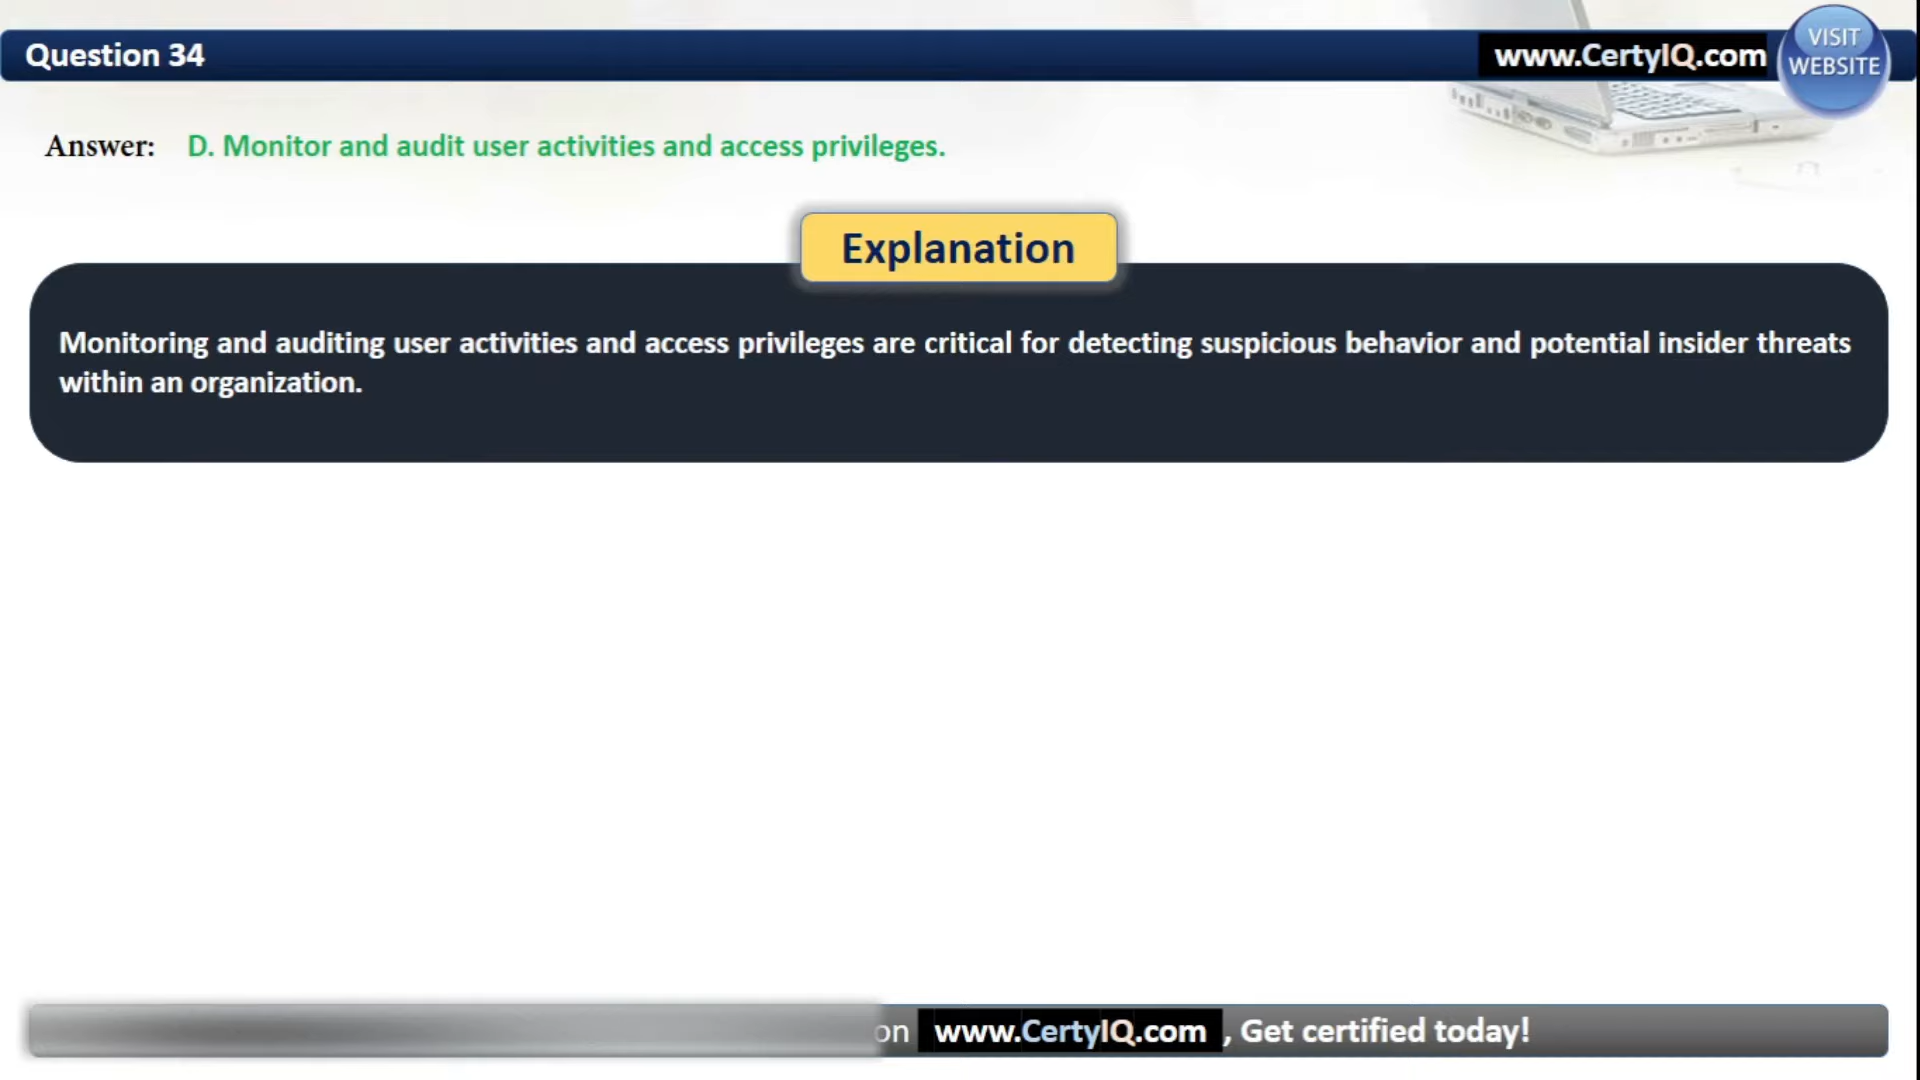 Question 34
www.CertyIQ.com
VISIT
WEBSITE
Answer: D. Monitor and audit user activities and access privileges.
Explanation
Monitoring and auditing user activities and access privileges are critical for detecting suspicious behavior and potential insider threats
within an organization.
on www.CertyIQ.com , Get certified today!